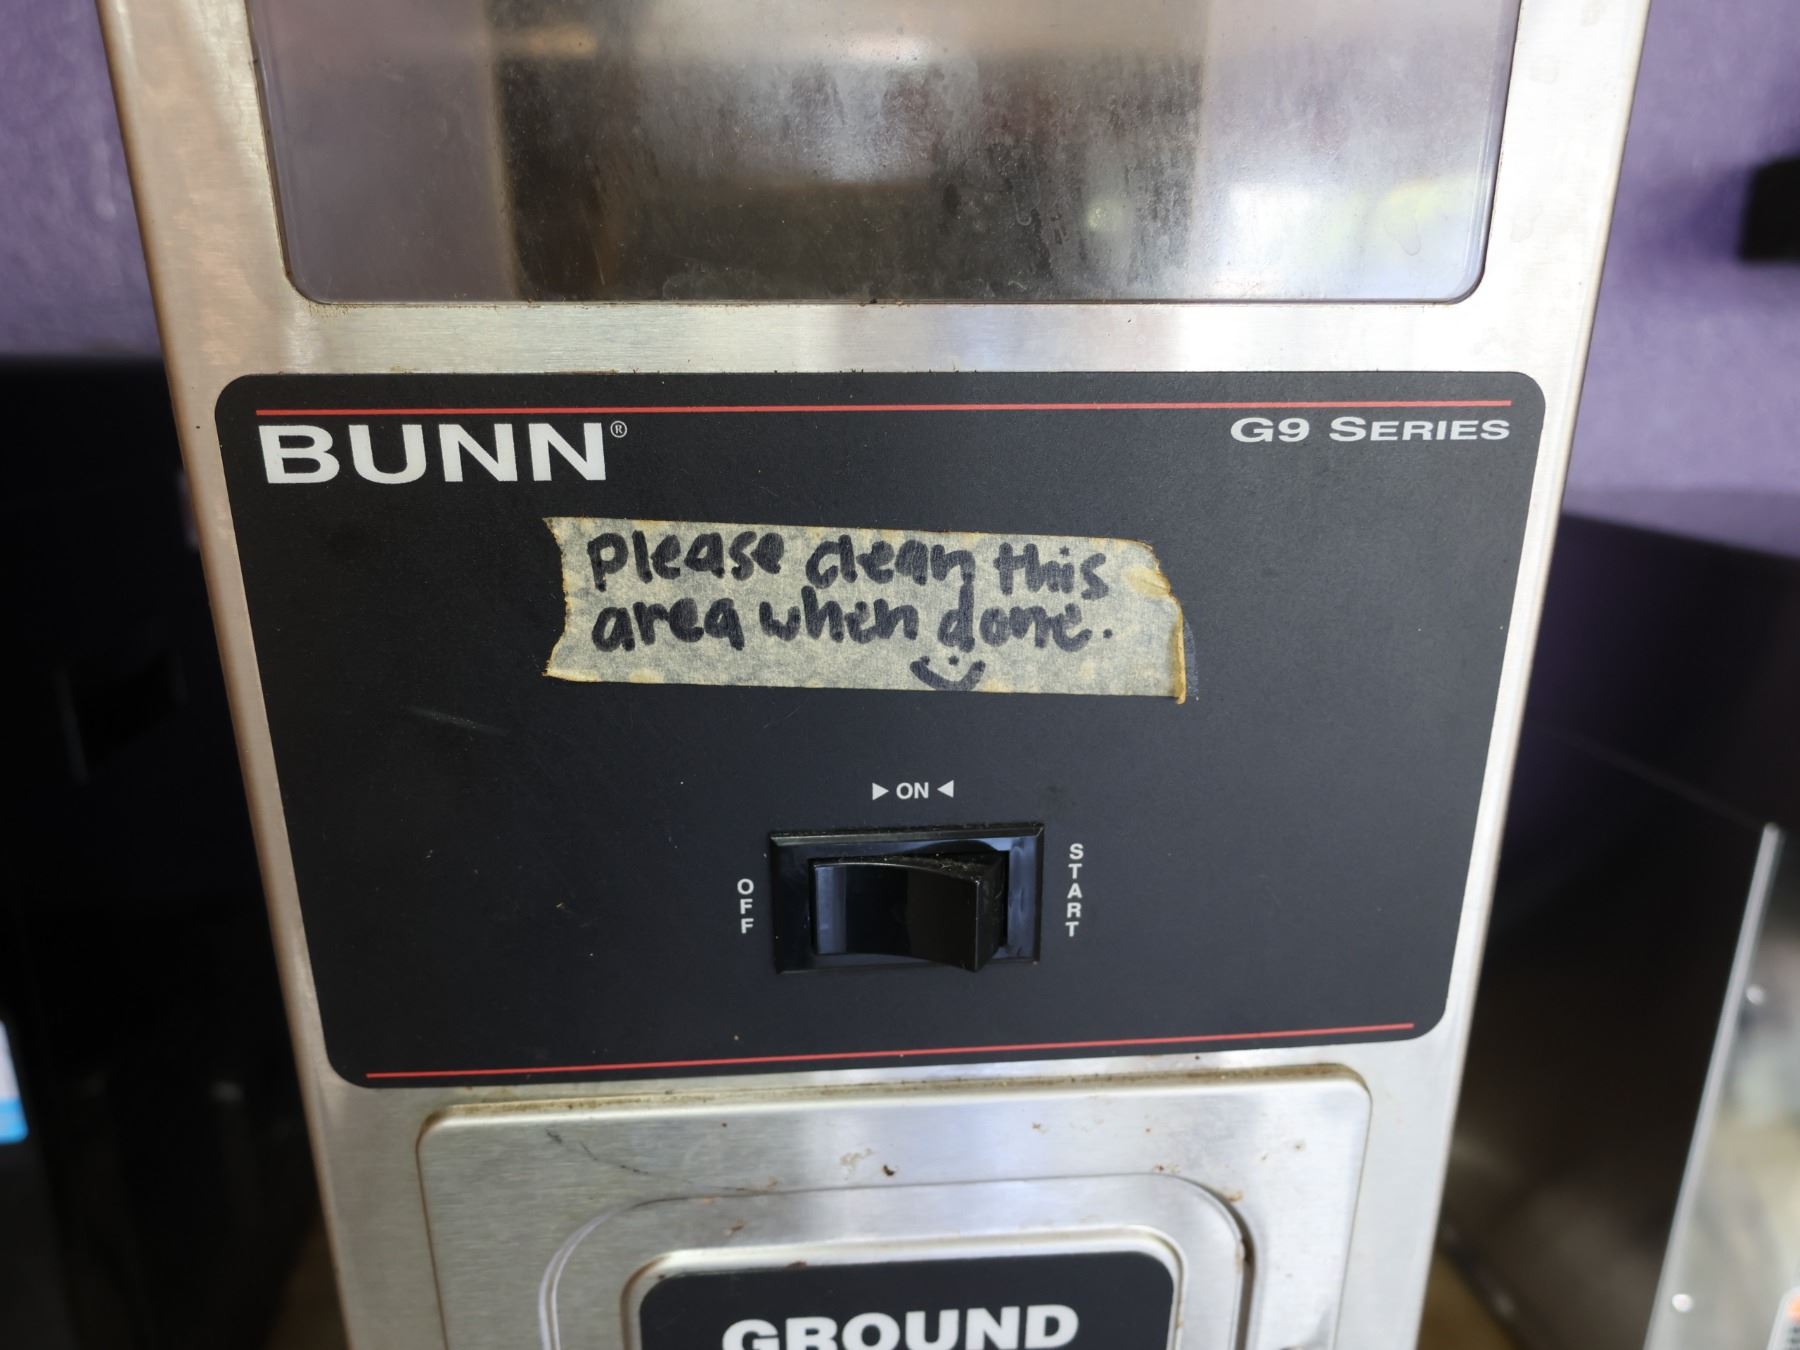 BUNN®
G9 SERIES
Please clean this
area when done.
▶ ON ◀
OFF
START
GROUND